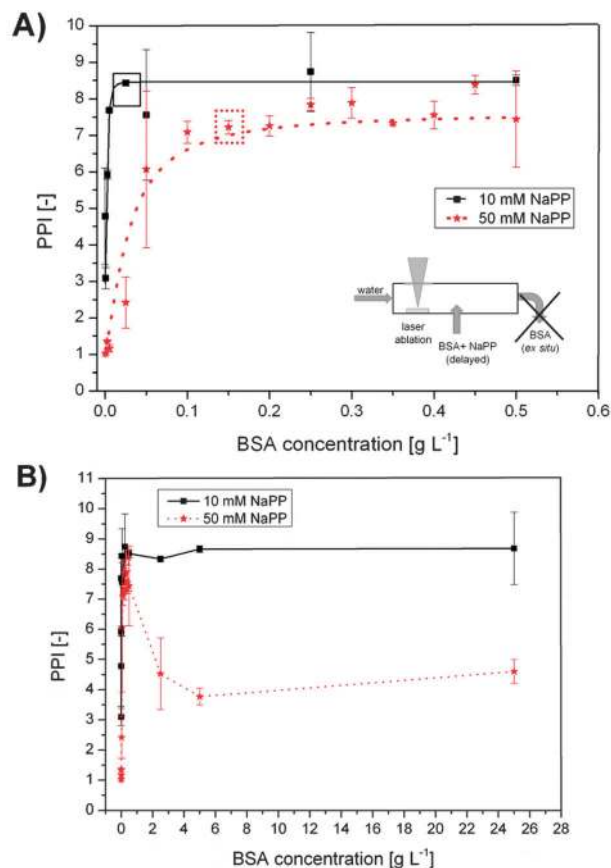 A)
PPI [-]
10
9
8
7
6
5
4
3
2
1
0
10 mM NaPP
50 mM NaPP
water
laser
ablation
BSA+ NaPP
(delayed)
BSA
(ex situ)
0.0 0.1 0.2 0.3 0.4 0.5 0.6
BSA concentration [g L⁻¹]
B)
PPI [-]
11
10
9
8
7
6
5
4
3
2
1
0
10 mM NaPP
50 mM NaPP
-2 0 2 4 6 8 10 12 14 16 18 20 22 24 26 28
BSA concentration [g L⁻¹]